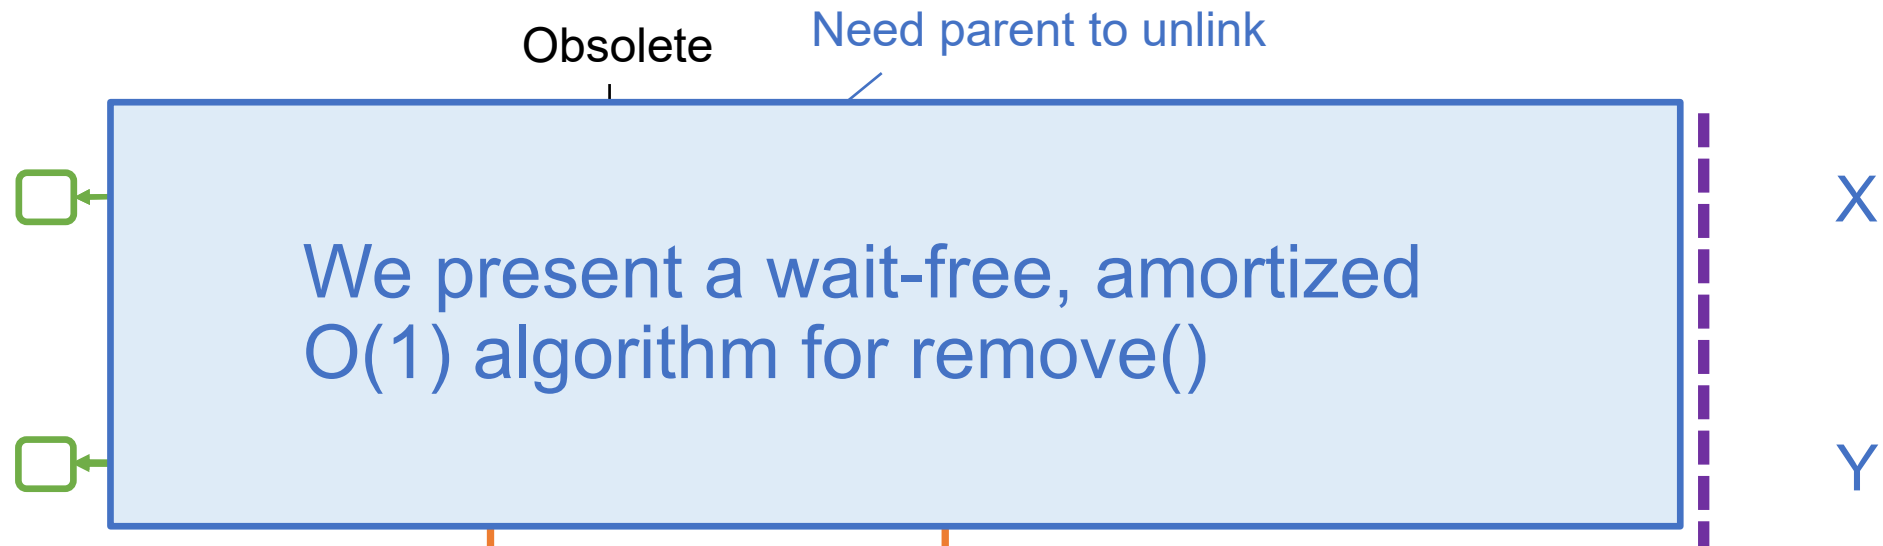 Obsolete
Need parent to unlink
X
We present a wait-free, amortized
O(1) algorithm for remove()
Y